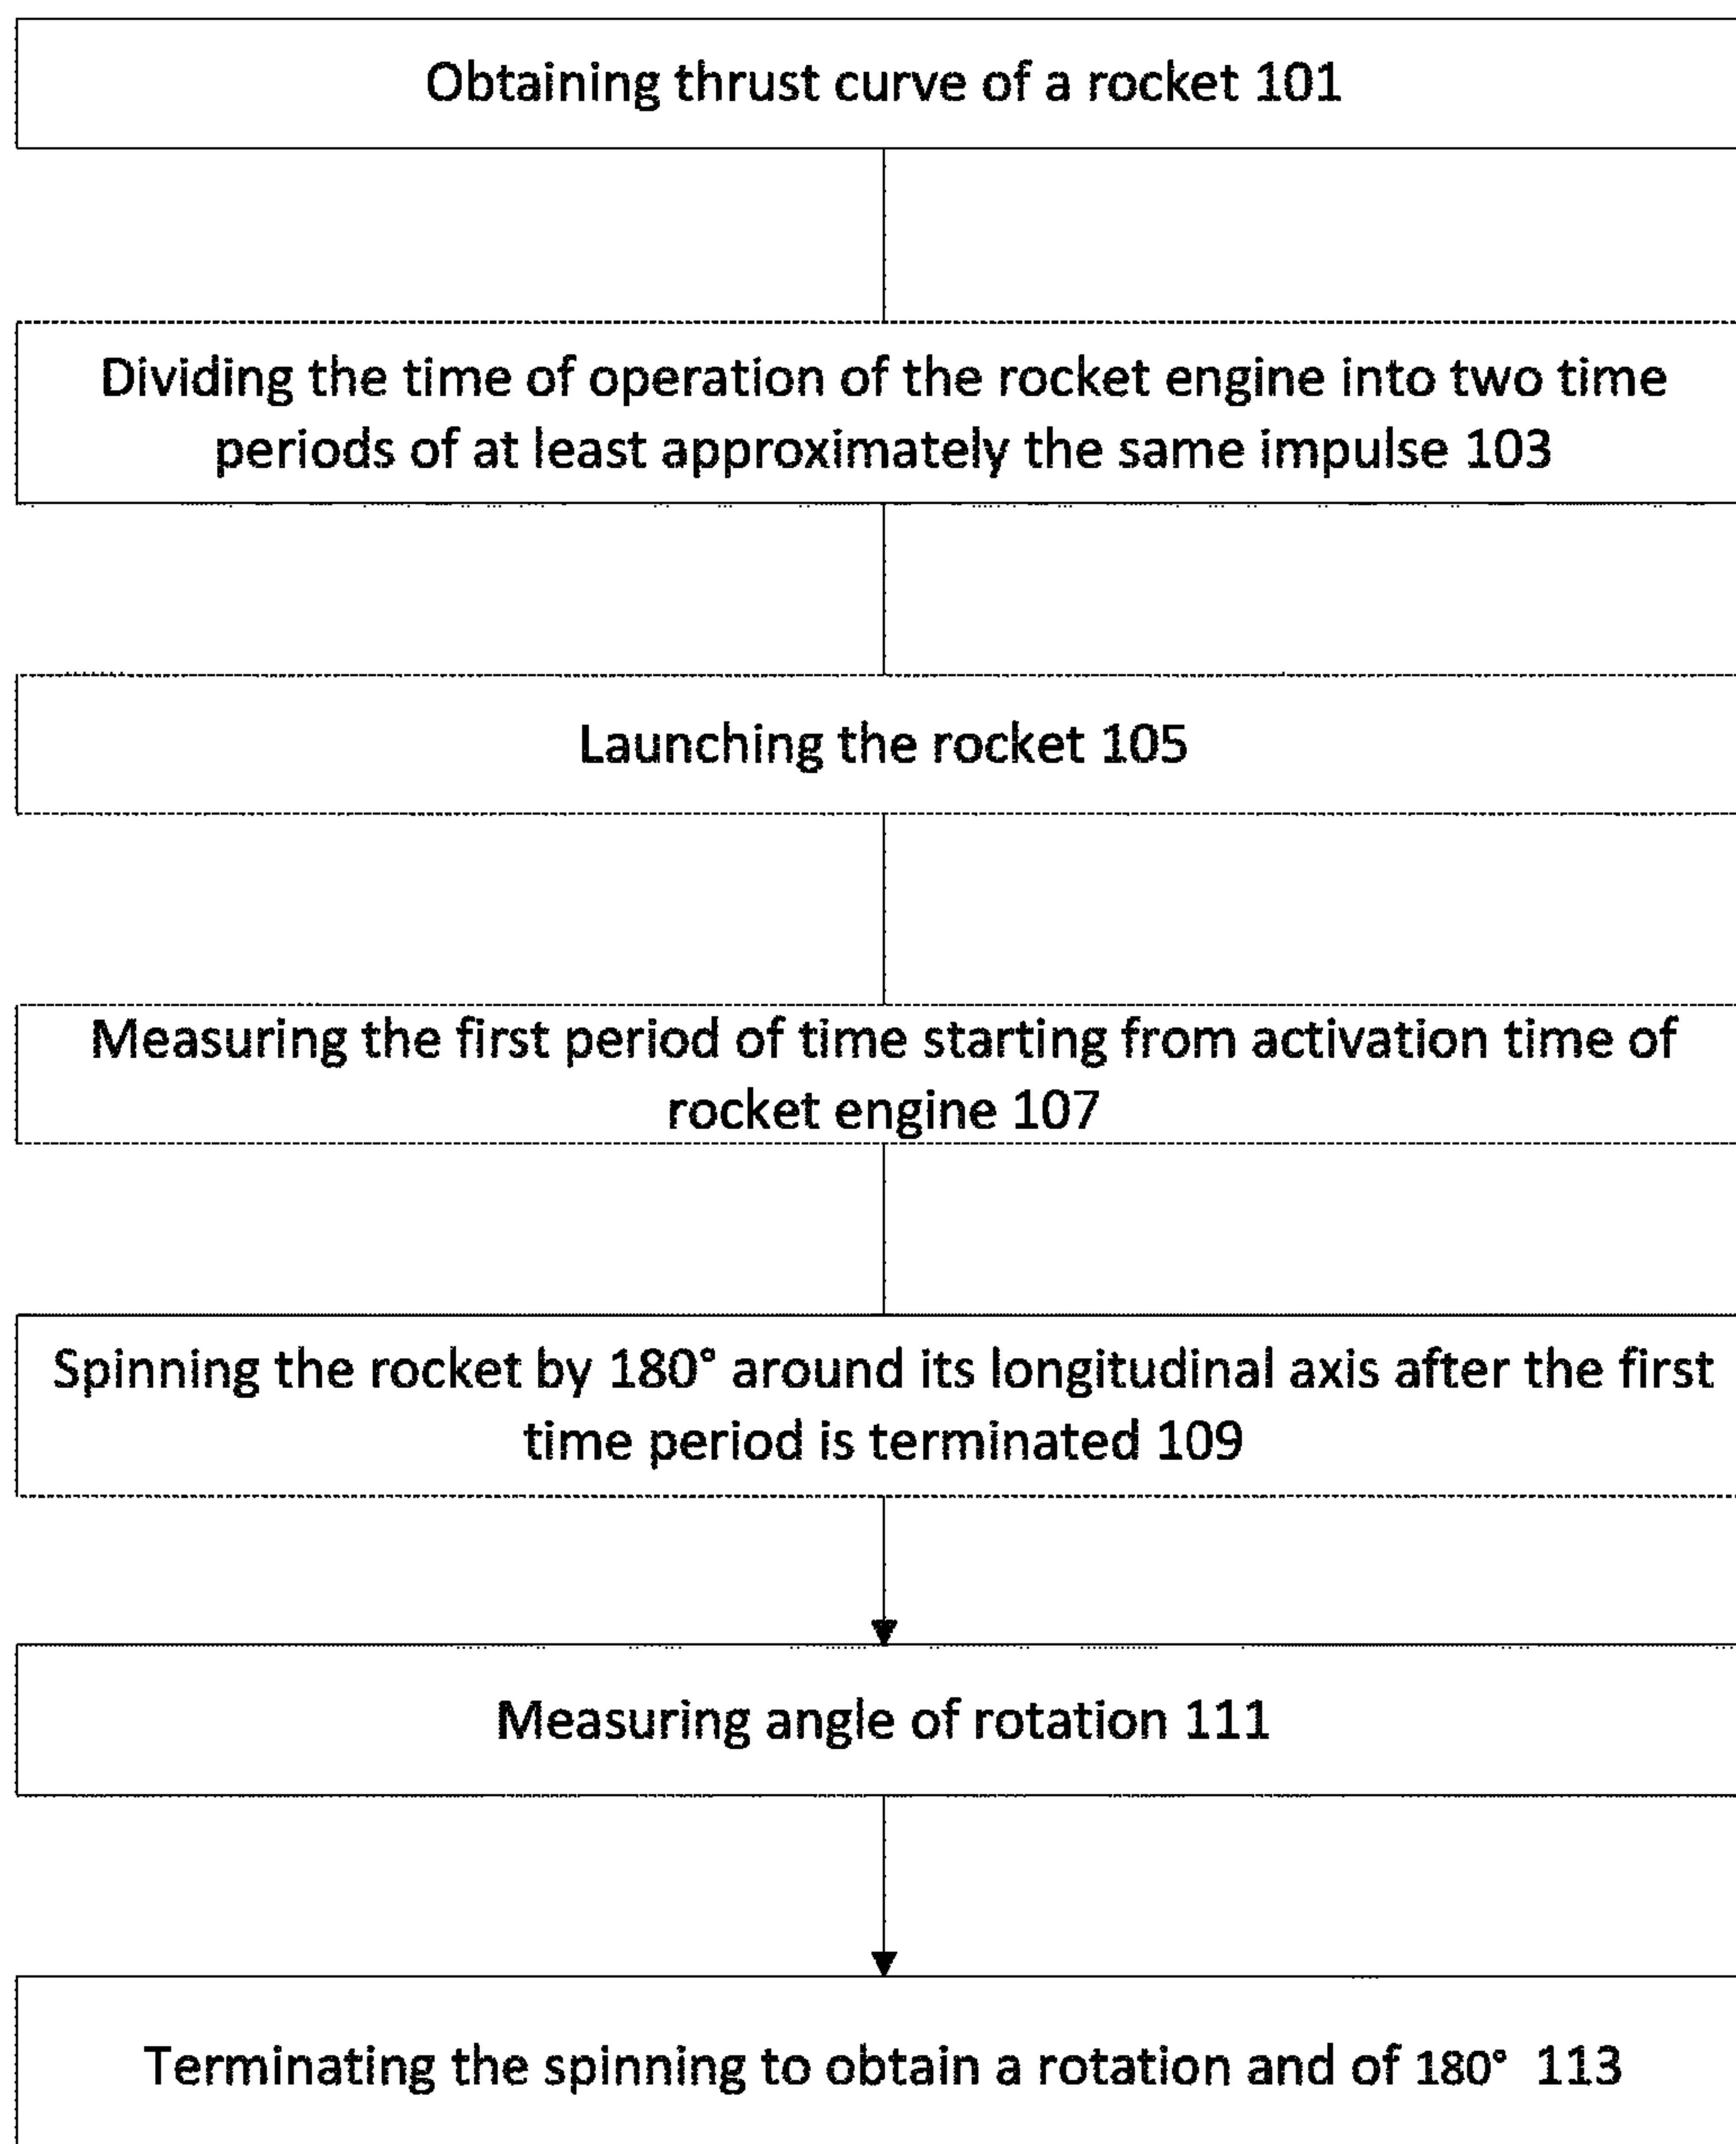 Obtaining thrust curve of a rocket 101
Dividing the time of operation of the rocket engine into two time
periods of at least approximately the same impulse 103
Launching the rocket 105
Measuring the first period of time starting from activation time of
rocket engine 107
Spinning the rocket by 180° around its longitudinal axis after the first
time period is terminated 109
Measuring angle of rotation 111
Terminating the spinning to obtain a rotation and of 180° 113